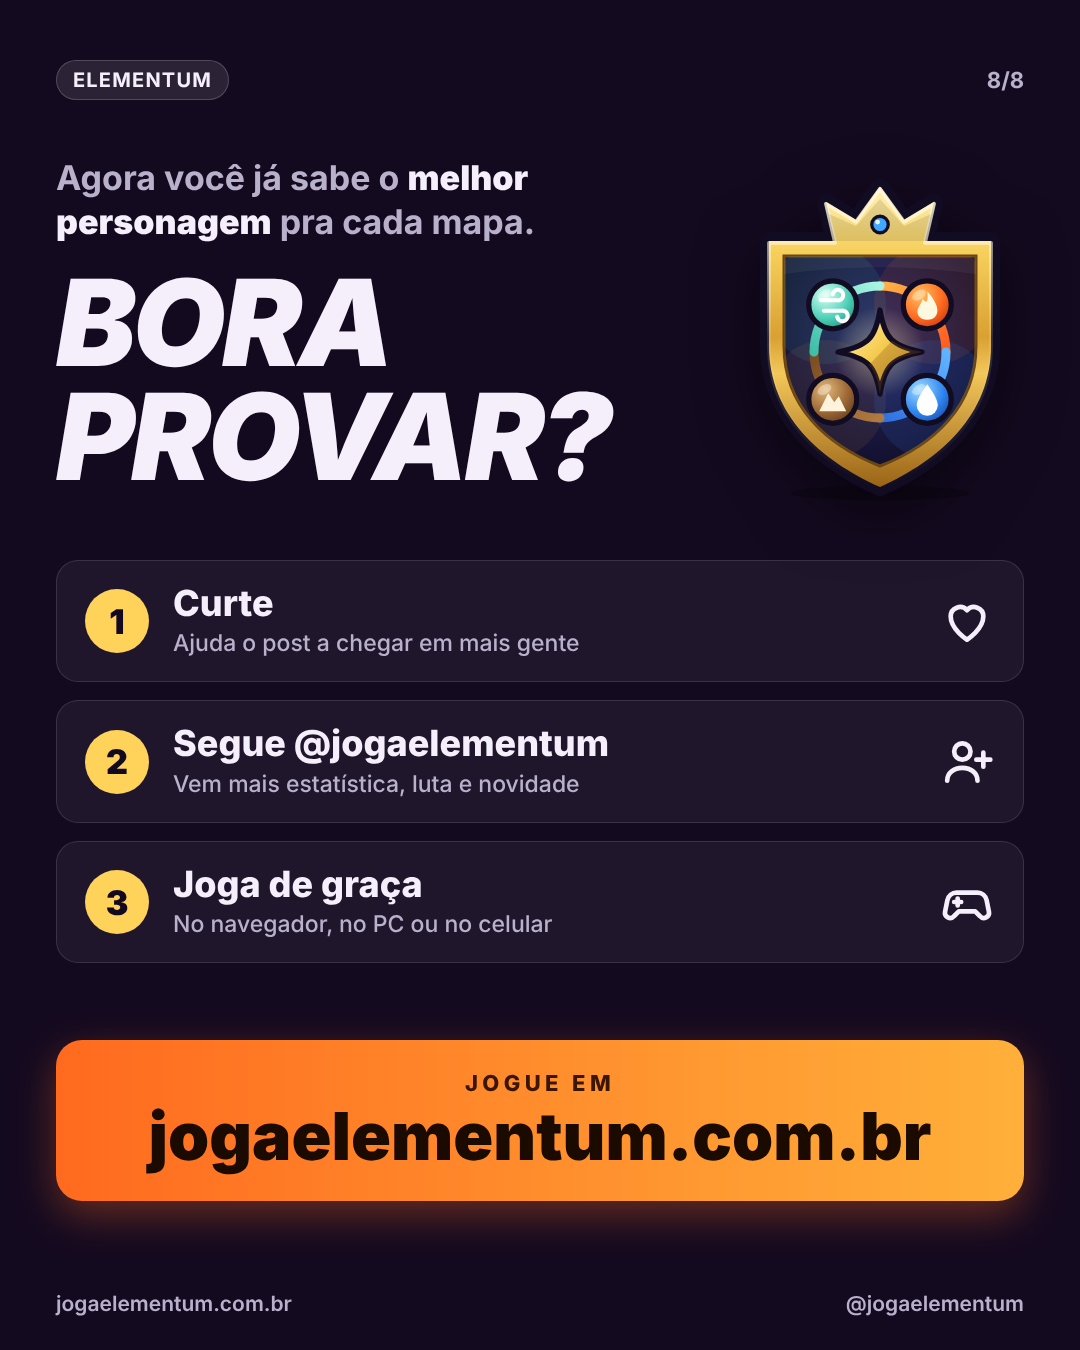 ELEMENTUM
8/8
Agora você já sabe o melhor
personagem pra cada mapa.
BORA
PROVAR?
1
Curte
Ajuda o post a chegar em mais gente
2
Segue @jogaelementum
Vem mais estatística, luta e novidade
3
Joga de graça
No navegador, no PC ou no celular
JOGUE EM
jogaelementum.com.br
jogaelementum.com.br
@jogaelementum